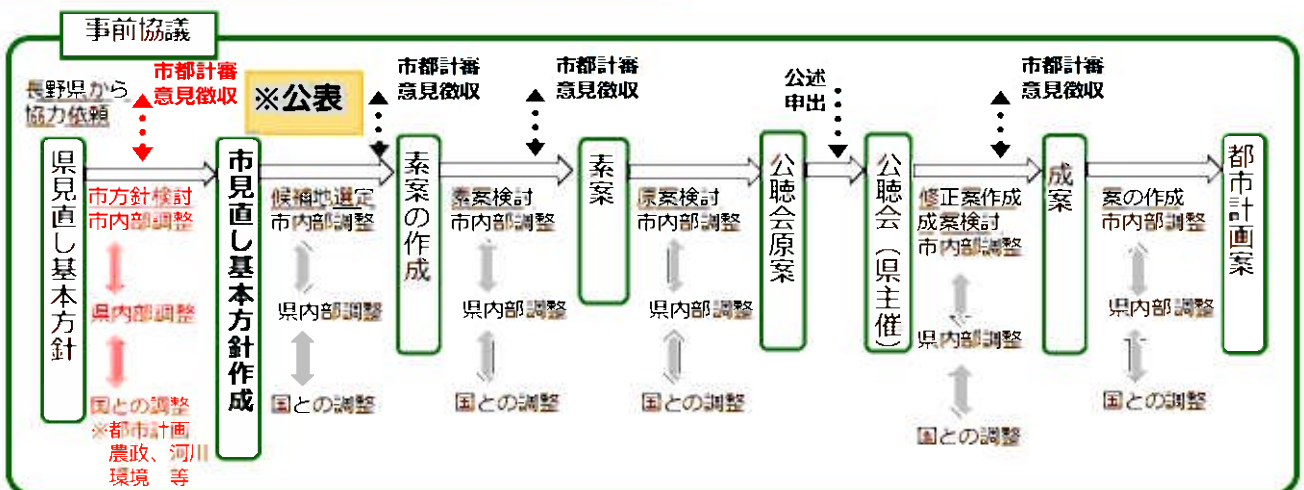 事前協議
長野県から
協力依頼
市都計審
意見徴収
※公表
市都計審
意見徴収
市都計審
意見徴収
公述
申出
市都計審
意見徴収
県見直し基本方針
市方針検討
市内部調整
県内部調整
国との調整
※都市計画
農政、河川
環境 等
市見直し基本方針作成
候補地選定
市内部調整
県内部調整
国との調整
素案の作成
素案検討
市内部調整
県内部調整
国との調整
素案
原案検討
市内部調整
県内部調整
国との調整
公聴会原案
公聴会（県主催）
修正案作成
成案検討
市内部調整
県内部調整
国との調整
成案
案の作成
市内部調整
県内部調整
国との調整
都市計画案